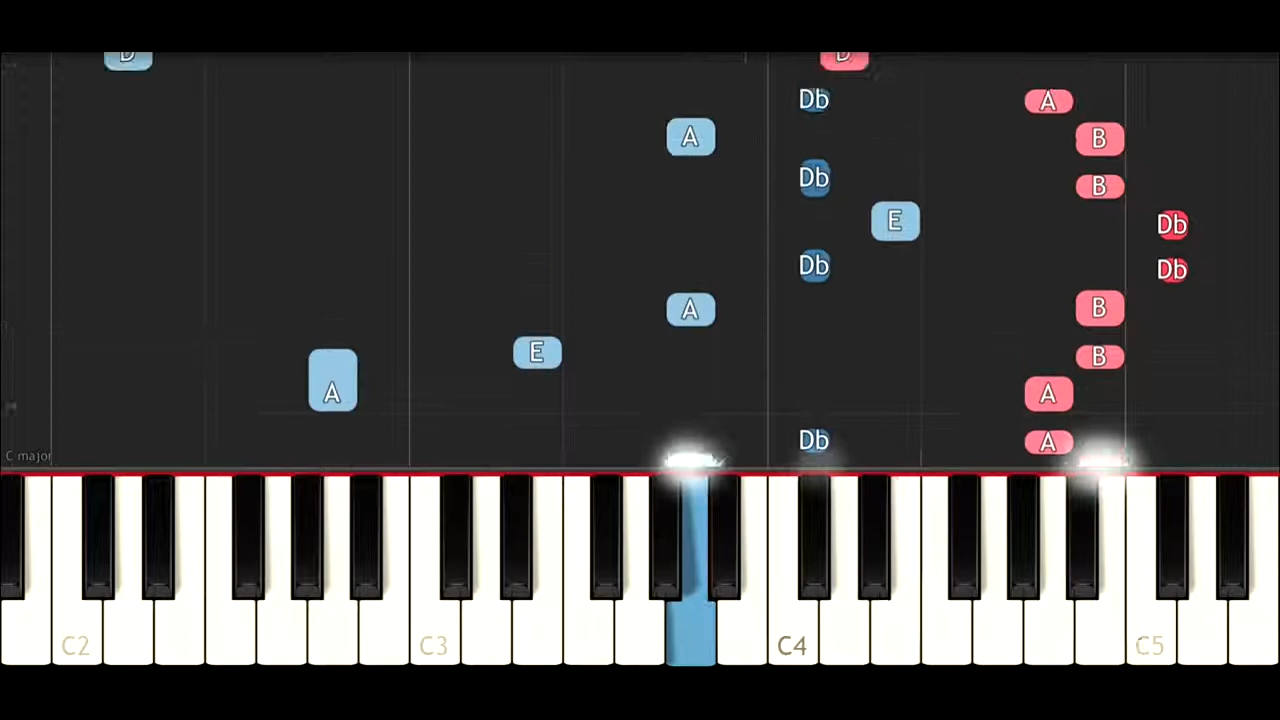 D D
Db A
A B
Db B
E Db
Db Db
A B
E B
A A
Db A
C major
C2 C3 C4 C5